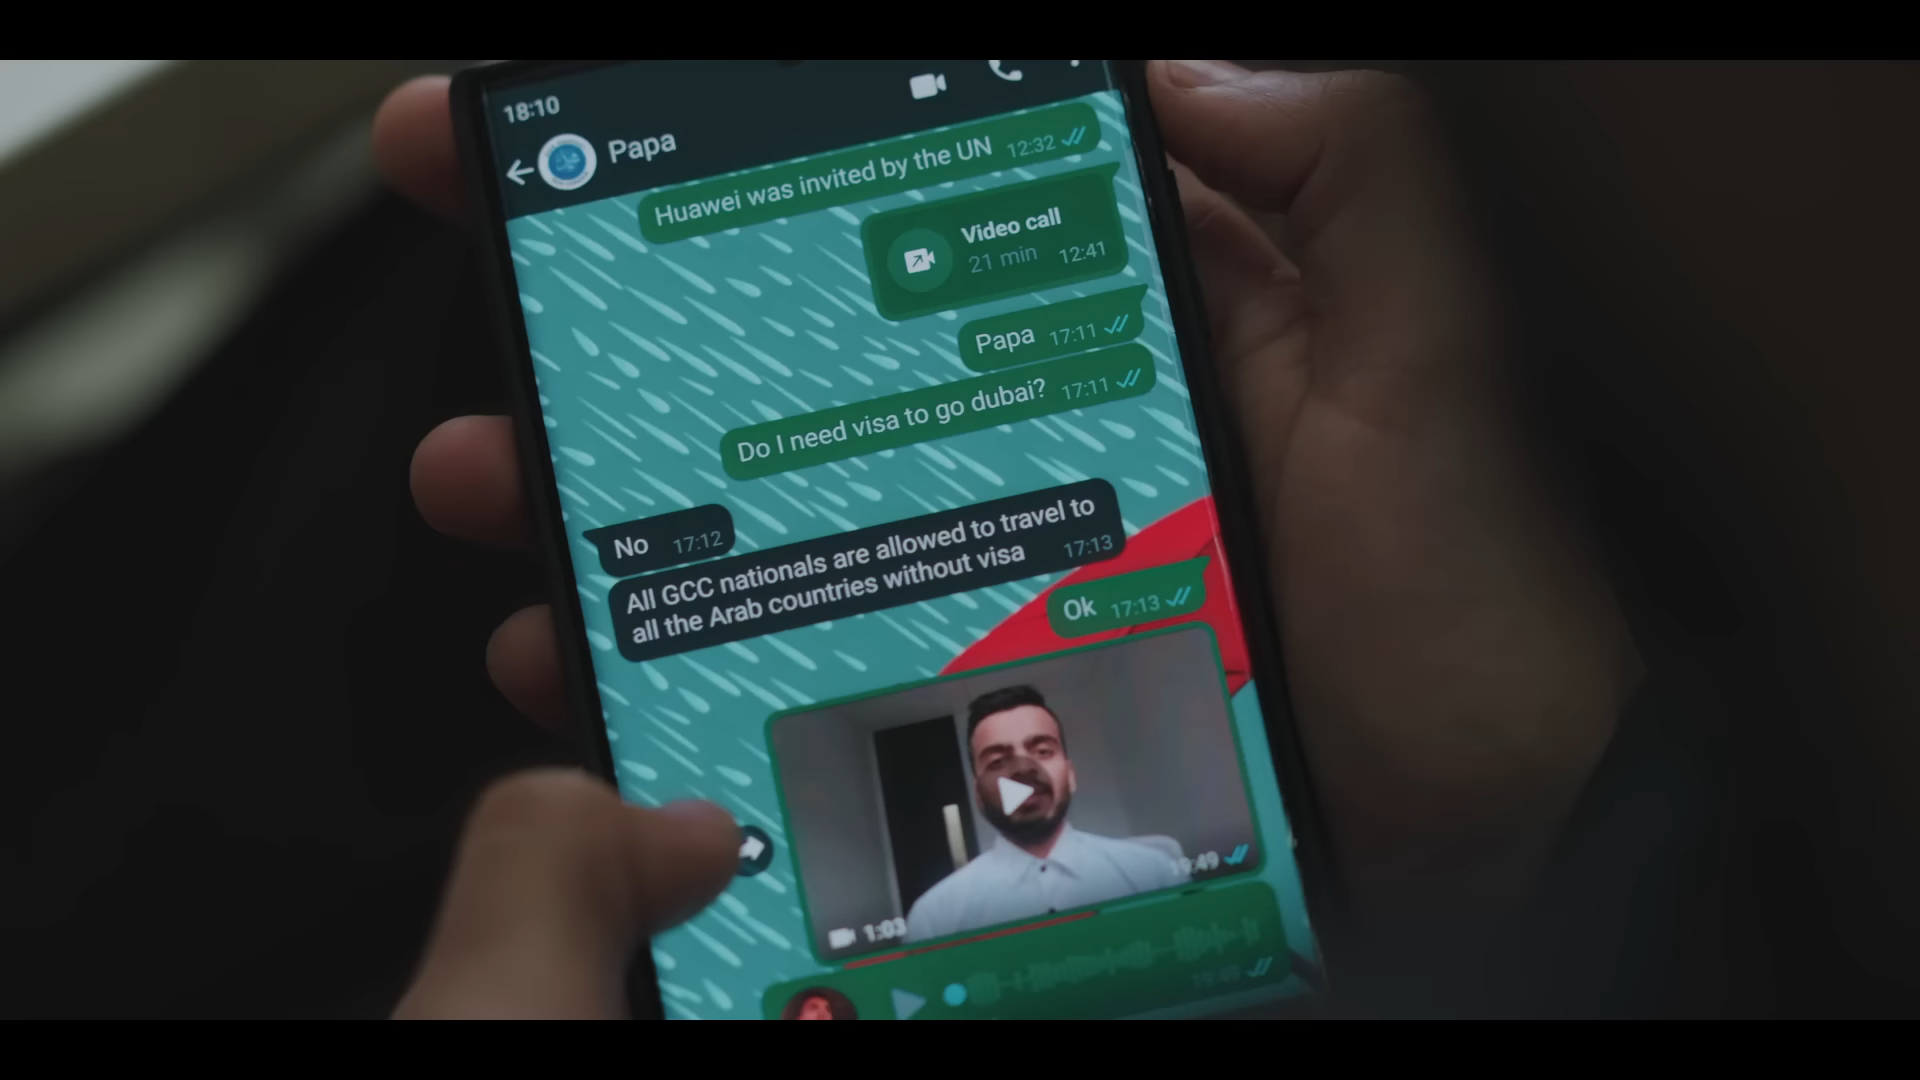 18:10
Papa
Huawei was invited by the UN 12:32
Video call
21 min 12:41
Papa 17:11
Do I need visa to go dubai? 17:11
No 17:12
All GCC nationals are allowed to travel to
all the Arab countries without visa 17:13
Ok 17:13
1:03